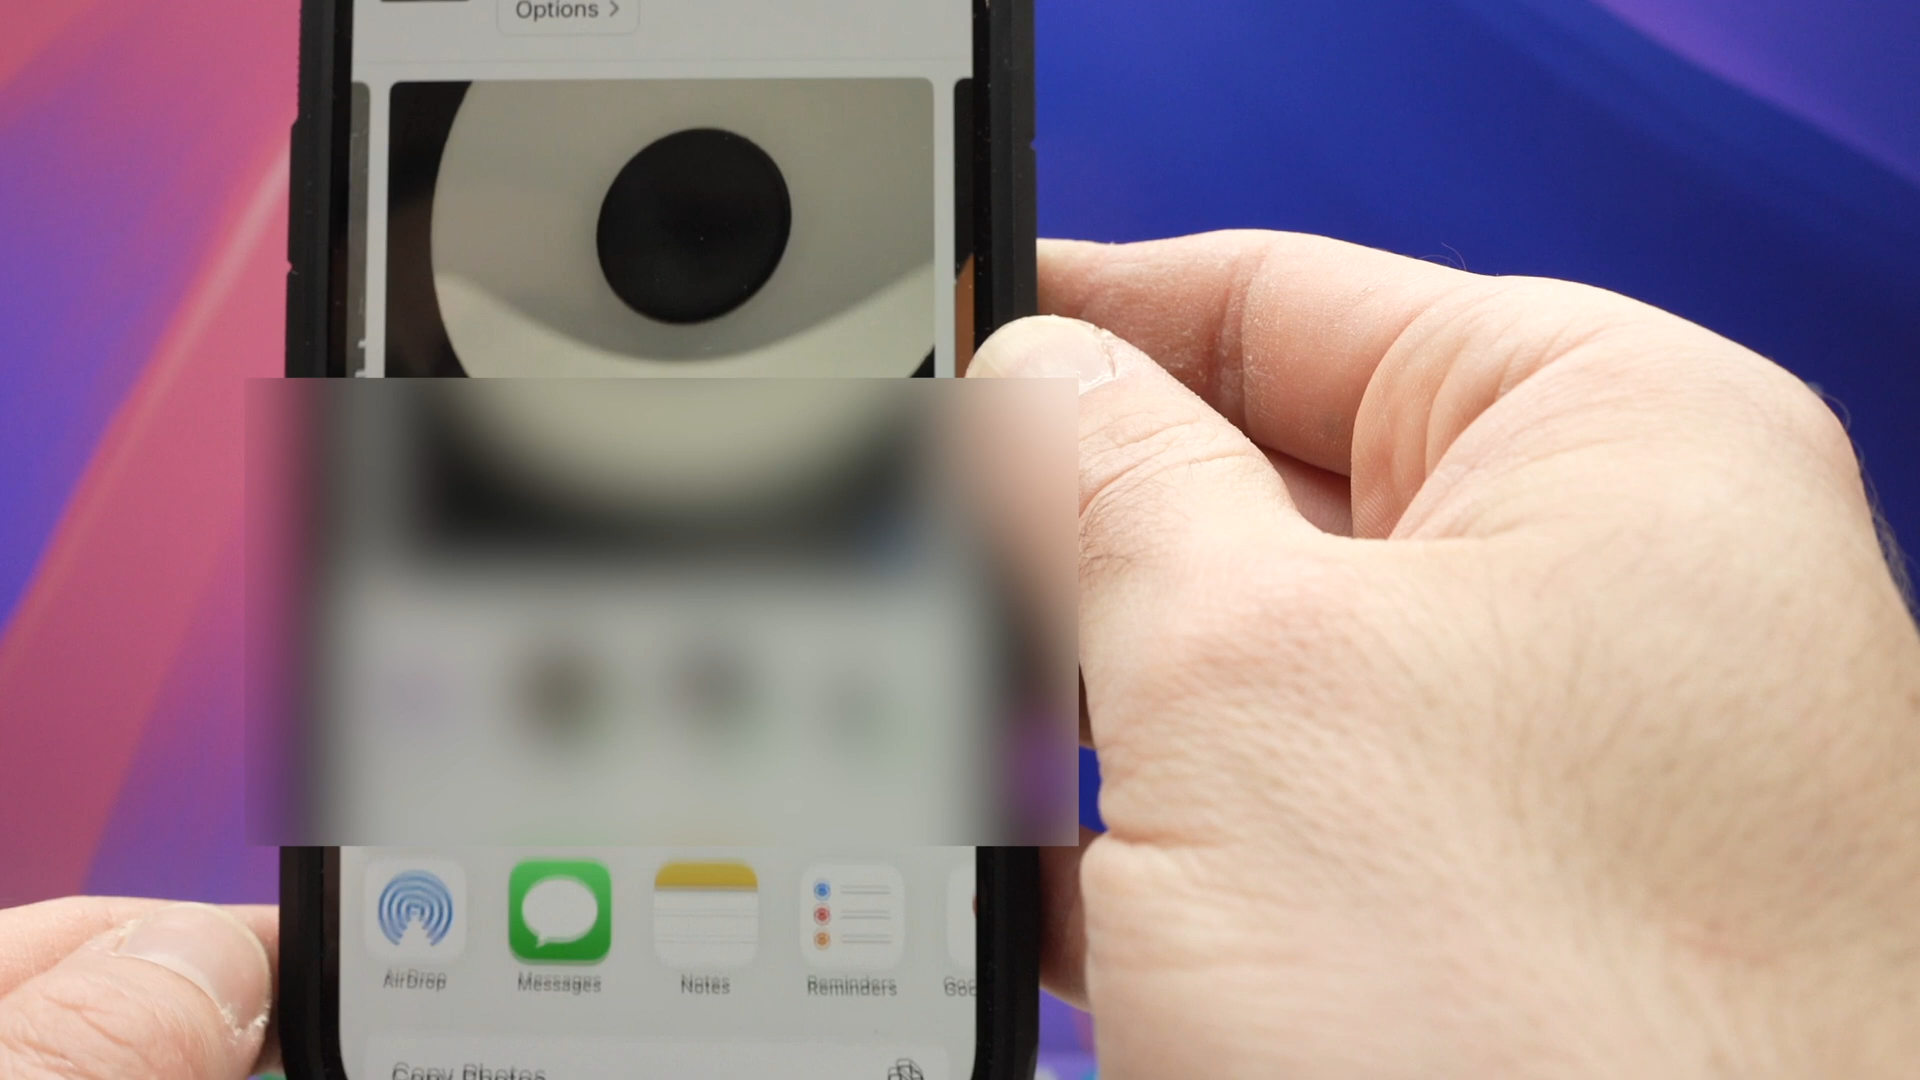 Options >
AirDrop
Messages
Notes
Reminders
Copy Photos